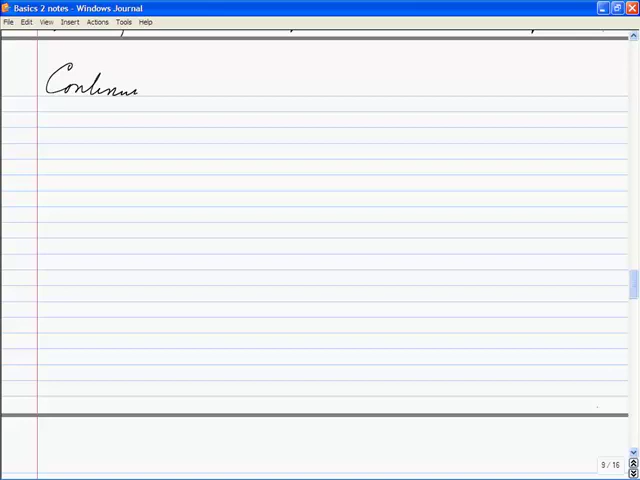 Basics 2 notes - Windows Journal
File Edit View Insert Actions Tools Help
Continue
9 / 16